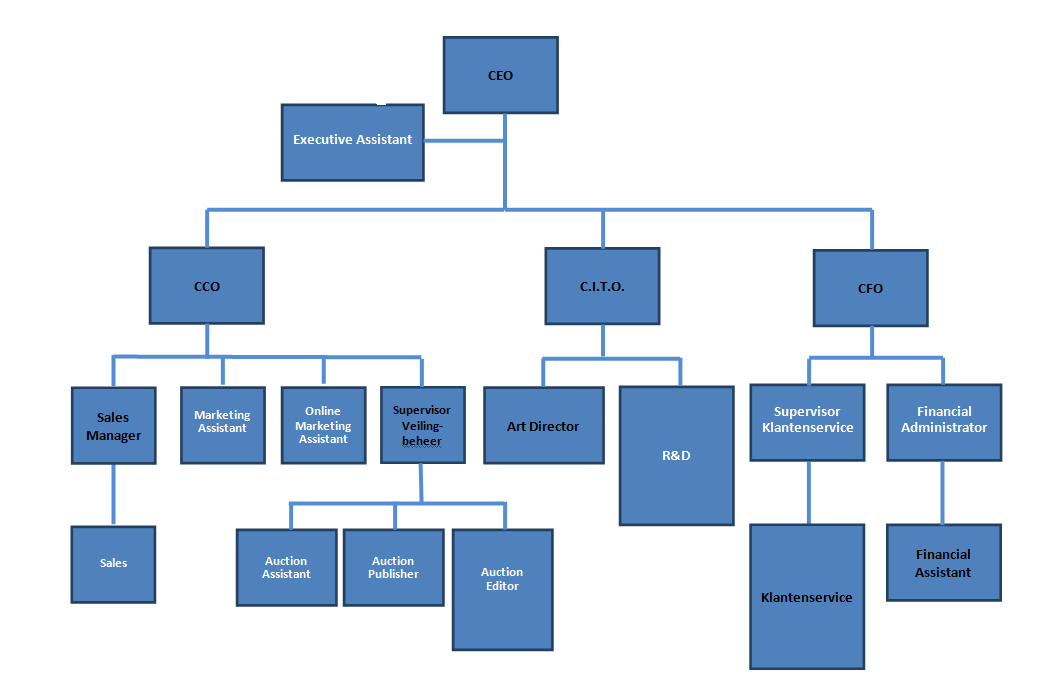 CEO
Executive Assistant
CCO
C.I.T.O.
CFO
Sales
Manager
Marketing
Assistant
Online
Marketing
Assistant
Supervisor
Veiling-
beheer
Art Director
R&D
Supervisor
Klantenservice
Financial
Administrator
Sales
Auction
Assistant
Auction
Publisher
Auction
Editor
Klantenservice
Financial
Assistant